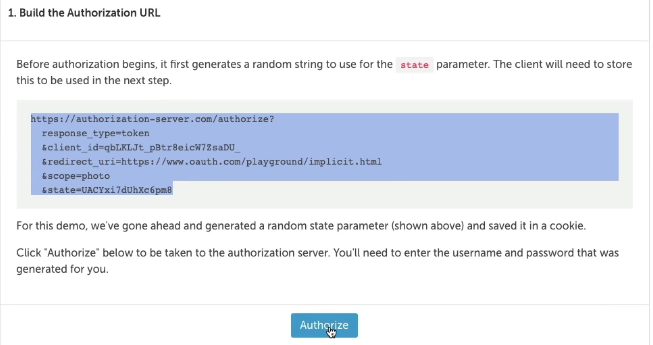 1. Build the Authorization URL
Before authorization begins, it first generates a random string to use for the state parameter. The client will need to store
this to be used in the next step.
https://authorization-server.com/authorize?
response_type=token
&client_id=qbLKLJt_pBtr8eicW7ZsaDU_
&redirect_uri=https://www.oauth.com/playground/implicit.html
&scope=photo
&state=UACYxi7dUhXc6pm8
For this demo, we've gone ahead and generated a random state parameter (shown above) and saved it in a cookie.
Click "Authorize" below to be taken to the authorization server. You'll need to enter the username and password that was
generated for you.
Authorize